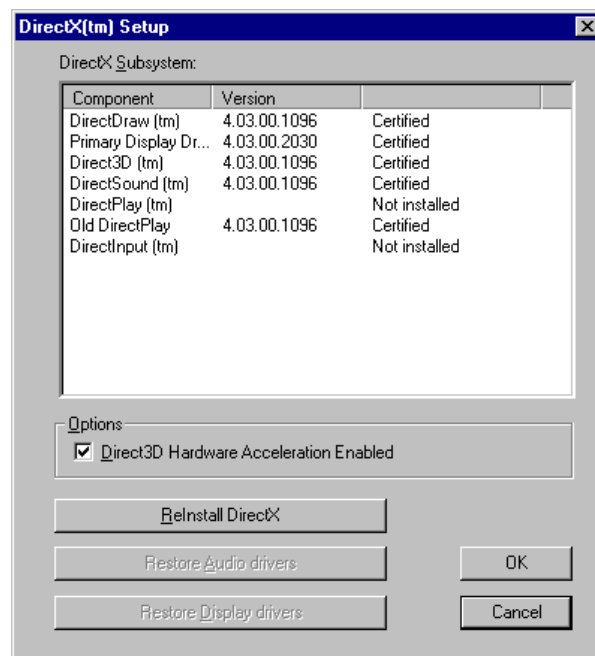 DirectX(tm) Setup
DirectX Subsystem:
Component Version
DirectDraw (tm) 4.03.00.1096 Certified
Primary Display Dr... 4.03.00.2030 Certified
Direct3D (tm) 4.03.00.1096 Certified
DirectSound (tm) 4.03.00.1096 Certified
DirectPlay (tm) Not installed
Old DirectPlay 4.03.00.1096 Certified
DirectInput (tm) Not installed
Options
Direct3D Hardware Acceleration Enabled
ReInstall DirectX
Restore Audio drivers OK
Restore Display drivers Cancel